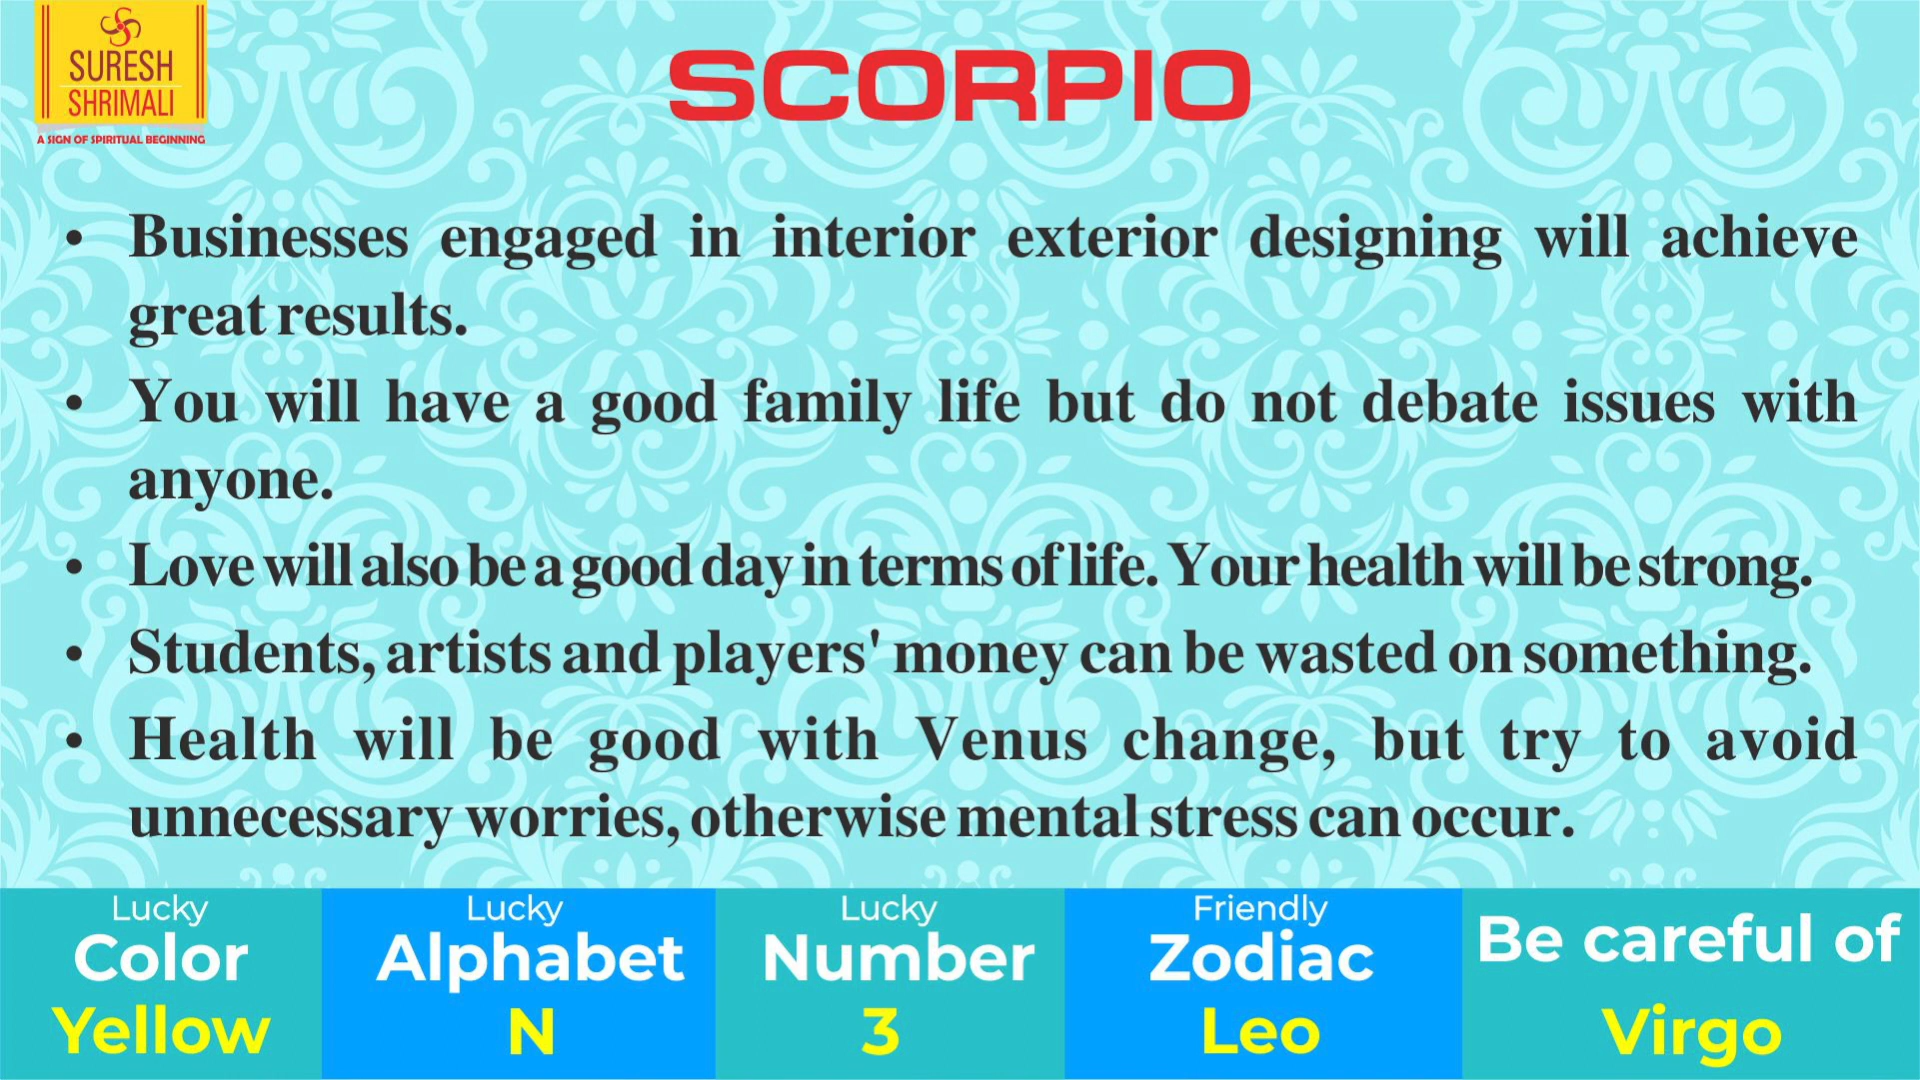 SURESH
SHRIMALI
A SIGN OF SPIRITUAL BEGINNING
SCORPIO
• Businesses engaged in interior exterior designing will achieve
great results.
• You will have a good family life but do not debate issues with
anyone.
• Love will also be a good day in terms of life. Your health will be strong.
• Students, artists and players' money can be wasted on something.
• Health will be good with Venus change, but try to avoid
unnecessary worries, otherwise mental stress can occur.
Lucky
Color
Yellow
Lucky
Alphabet
N
Lucky
Number
3
Friendly
Zodiac
Leo
Be careful of
Virgo